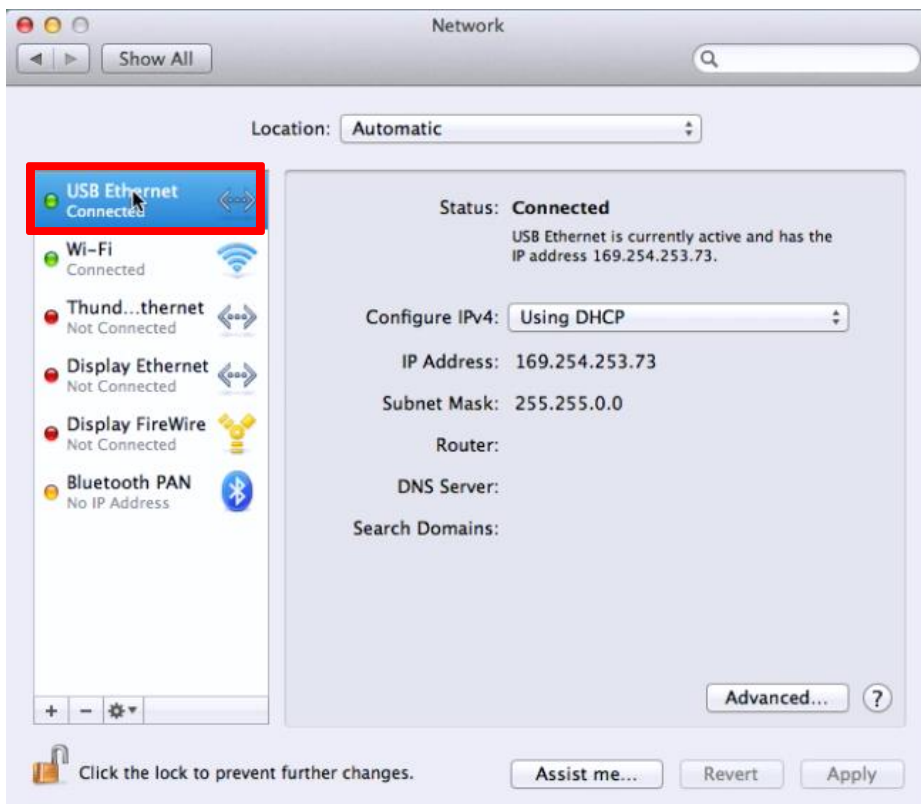 Network
Show All
Location: Automatic
USB Ethernet
Connected
Wi-Fi
Connected
Thund...thernet
Not Connected
Display Ethernet
Not Connected
Display FireWire
Not Connected
Bluetooth PAN
No IP Address
Status: Connected
USB Ethernet is currently active and has the
IP address 169.254.253.73.
Configure IPv4: Using DHCP
IP Address: 169.254.253.73
Subnet Mask: 255.255.0.0
Router:
DNS Server:
Search Domains:
Advanced... ?
+ -
Click the lock to prevent further changes.
Assist me... Revert Apply